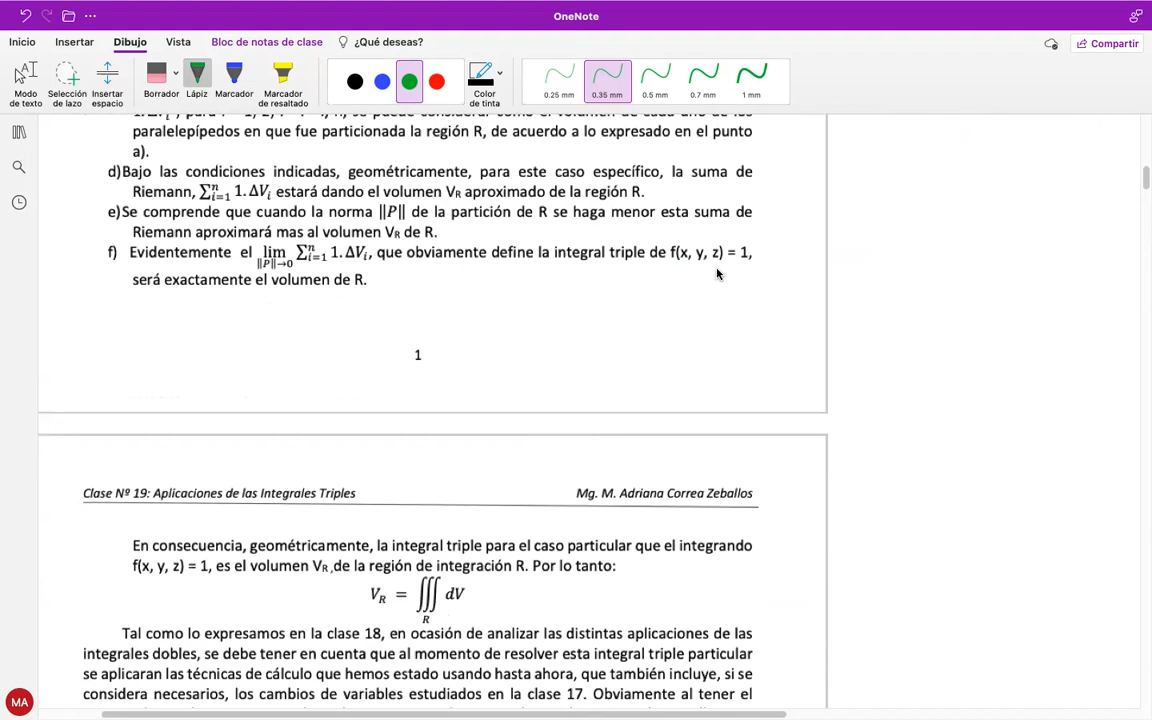 OneNote
Inicio Insertar Dibujo Vista Bloc de notas de clase ¿Qué deseas? Compartir
Modo de texto
Selección de lazo
Insertar espacio
Borrador
Lápiz
Marcador
Marcador de resaltado
Color de tinta
0.25 mm 0.35 mm 0.5 mm 0.7 mm 1 mm
paralelepípedos en que fue particionada la región R, de acuerdo a lo expresado en el punto
a).
d)Bajo las condiciones indicadas, geométricamente, para este caso específico, la suma de
Riemann, ∑ⁿᵢ₌₁ 1. ΔVᵢ estará dando el volumen V_R aproximado de la región R.
e)Se comprende que cuando la norma ‖P‖ de la partición de R se haga menor esta suma de
Riemann aproximará mas al volumen V_R de R.
f) Evidentemente el lim ‖P‖→0 ∑ⁿᵢ₌₁ 1. ΔVᵢ, que obviamente define la integral triple de f(x, y, z) = 1,
será exactamente el volumen de R.
1
Clase Nº 19: Aplicaciones de las Integrales Triples Mg. M. Adriana Correa Zeballos
En consecuencia, geométricamente, la integral triple para el caso particular que el integrando
f(x, y, z) = 1, es el volumen V_R ,de la región de integración R. Por lo tanto:
V_R = ∭_R dV
Tal como lo expresamos en la clase 18, en ocasión de analizar las distintas aplicaciones de las
integrales dobles, se debe tener en cuenta que al momento de resolver esta integral triple particular
se aplicaran las técnicas de cálculo que hemos estado usando hasta ahora, que también incluye, si se
considera necesarios, los cambios de variables estudiados en la clase 17. Obviamente al tener el
MA